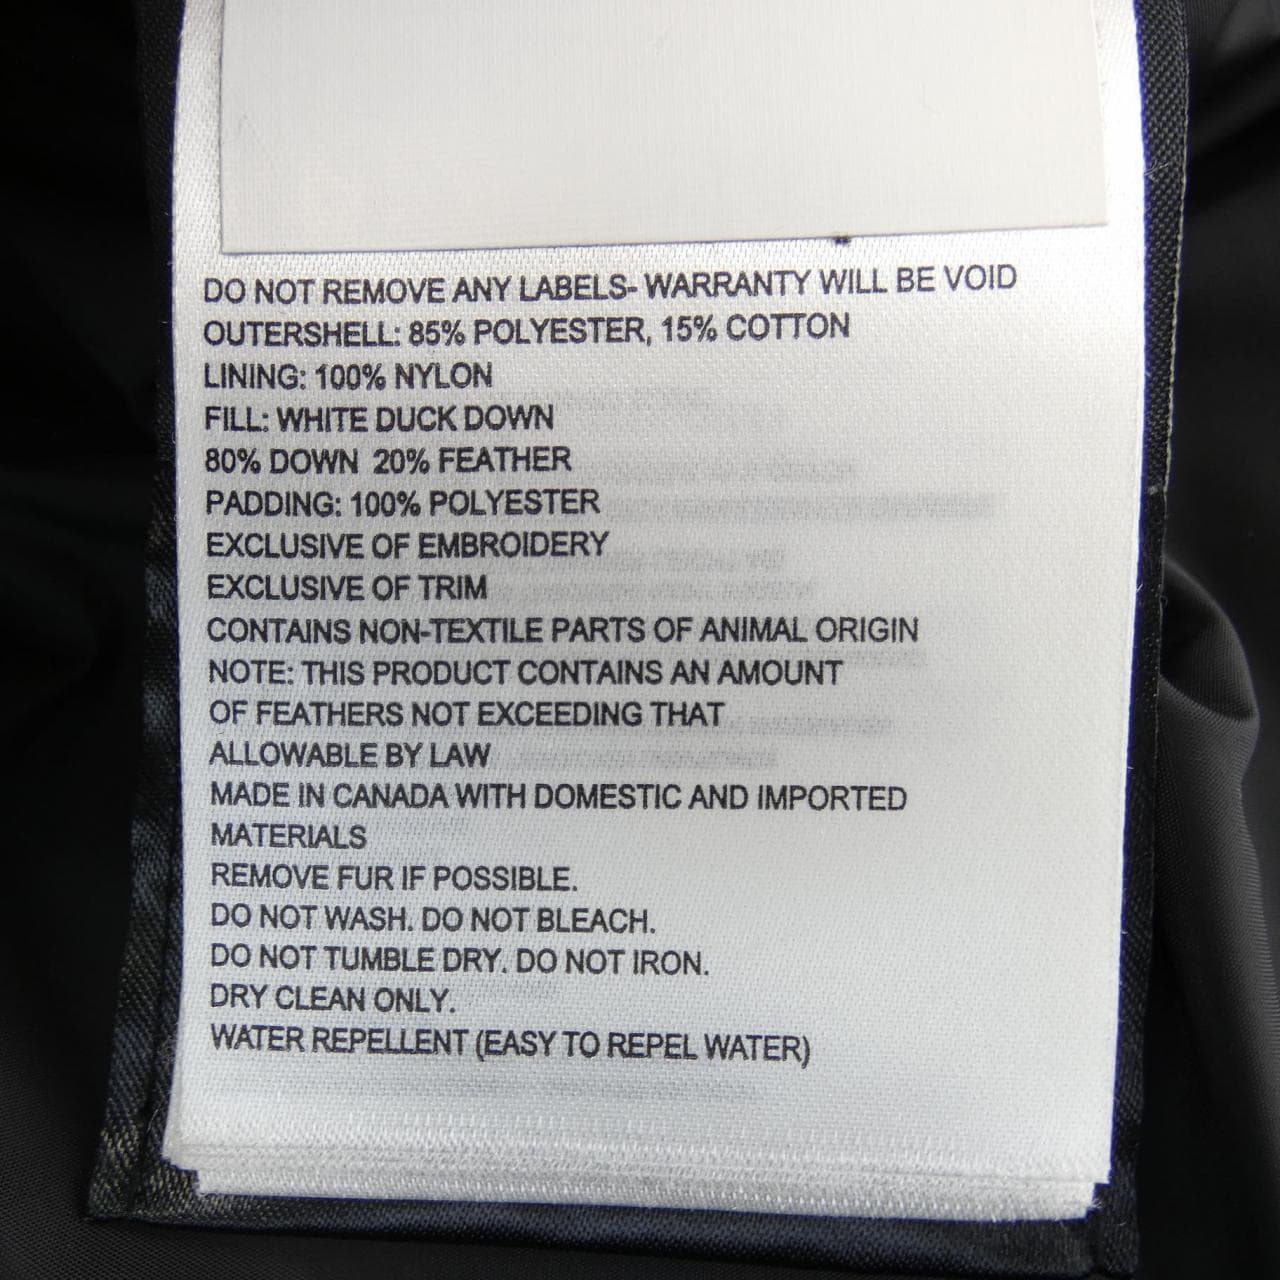 DO NOT REMOVE ANY LABELS- WARRANTY WILL BE VOID
OUTERSHELL: 85% POLYESTER, 15% COTTON
LINING: 100% NYLON
FILL: WHITE DUCK DOWN
80% DOWN 20% FEATHER
PADDING: 100% POLYESTER
EXCLUSIVE OF EMBROIDERY
EXCLUSIVE OF TRIM
CONTAINS NON-TEXTILE PARTS OF ANIMAL ORIGIN
NOTE: THIS PRODUCT CONTAINS AN AMOUNT
OF FEATHERS NOT EXCEEDING THAT
ALLOWABLE BY LAW
MADE IN CANADA WITH DOMESTIC AND IMPORTED
MATERIALS
REMOVE FUR IF POSSIBLE.
DO NOT WASH. DO NOT BLEACH.
DO NOT TUMBLE DRY. DO NOT IRON.
DRY CLEAN ONLY.
WATER REPELLENT (EASY TO REPEL WATER)